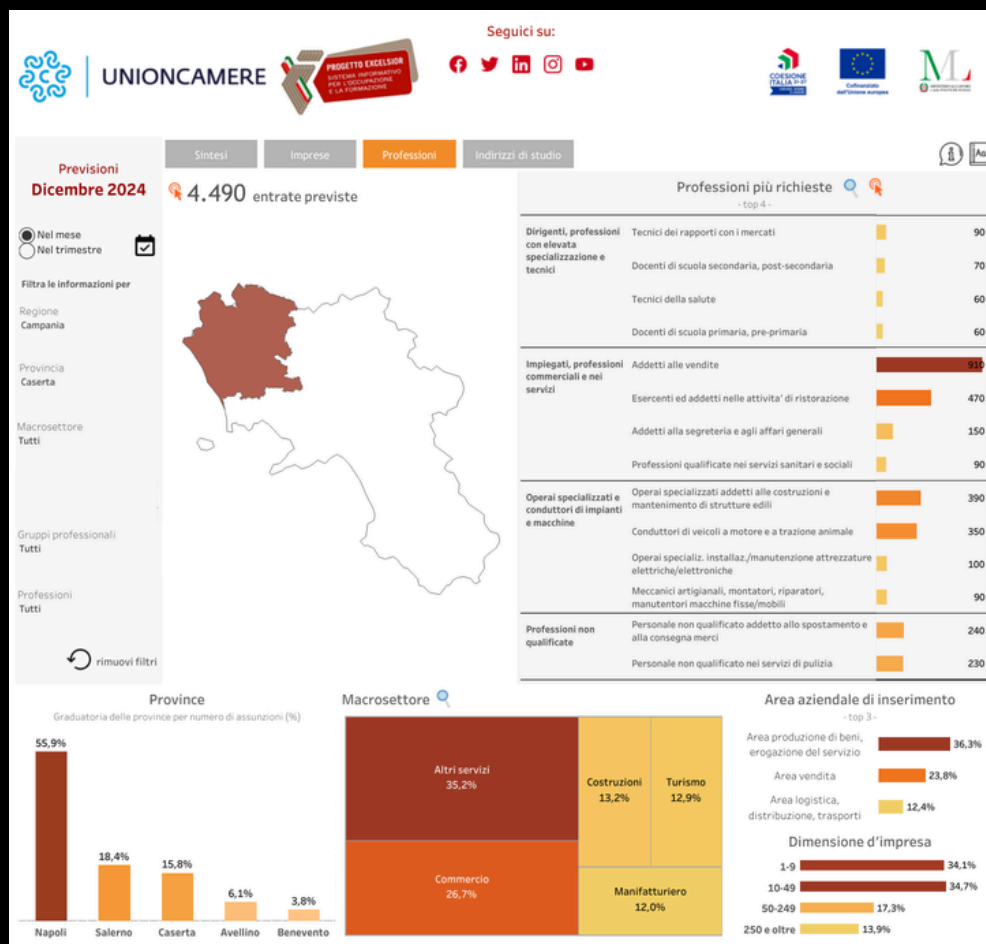 Seguici su:
UNIONCAMERE
PROGETTO EXCELSIOR
SISTEMA INFORMATIVO
PER L'OCCUPAZIONE
E LA FORMAZIONE
COESIONE
ITALIA 21-27
Cofinanziato
dall'Unione europea
Previsioni
Dicembre 2024
Sintesi
Imprese
Professioni
Indirizzi di studio
4.490 entrate previste
Nel mese
Nel trimestre
Filtra le informazioni per
Regione
Campania
Provincia
Caserta
Macrosettore
Tutti
Gruppi professionali
Tutti
Professioni
Tutti
rimuovi filtri
Professioni più richieste
- top 4 -
Dirigenti, professioni
con elevata
specializzazione e
tecnici
Tecnici dei rapporti con i mercati 90
Docenti di scuola secondaria, post-secondaria 70
Tecnici della salute 60
Docenti di scuola primaria, pre-primaria 60
Impiegati, professioni
commerciali e nei
servizi
Addetti alle vendite 910
Esercenti ed addetti nelle attivita' di ristorazione 470
Addetti alla segreteria e agli affari generali 150
Professioni qualificate nei servizi sanitari e sociali 90
Operai specializzati e
conduttori di impianti
e macchine
Operai specializzati addetti alle costruzioni e
mantenimento di strutture edili 390
Conduttori di veicoli a motore e a trazione animale 350
Operai specializ. installaz./manutenzione attrezzature
elettriche/elettroniche 100
Meccanici artigianali, montatori, riparatori,
manutentori macchine fisse/mobili 90
Professioni non
qualificate
Personale non qualificato addetto allo spostamento e
alla consegna merci 240
Personale non qualificato nei servizi di pulizia 230
Province
Graduatoria delle province per numero di assunzioni (%)
55,9%
18,4%
15,8%
6,1%
3,8%
Napoli Salerno Caserta Avellino Benevento
Macrosettore
Altri servizi
35,2%
Commercio
26,7%
Costruzioni
13,2%
Turismo
12,9%
Manifatturiero
12,0%
Area aziendale di inserimento
- top 3 -
Area produzione di beni,
erogazione del servizio 36,3%
Area vendita 23,8%
Area logistica,
distribuzione, trasporti 12,4%
Dimensione d'impresa
1-9 34,1%
10-49 34,7%
50-249 17,3%
250 e oltre 13,9%